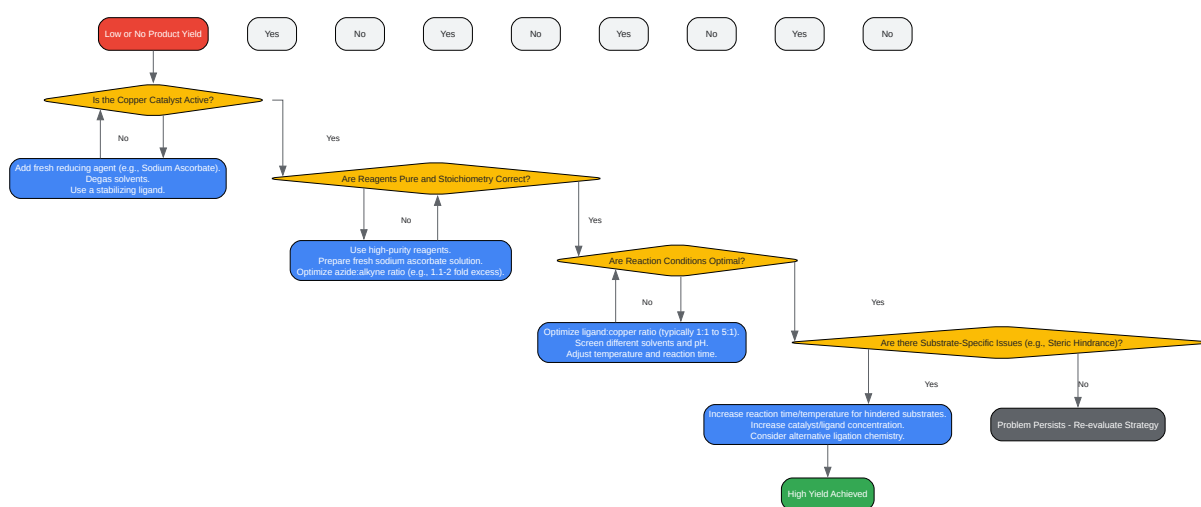 Low or No Product Yield
Yes
No
Yes
No
Yes
No
Yes
No
Is the Copper Catalyst Active?
No
Yes
Add fresh reducing agent (e.g., Sodium Ascorbate).
Degas solvents.
Use a stabilizing ligand.
Are Reagents Pure and Stoichiometry Correct?
No
Yes
Use high-purity reagents.
Prepare fresh sodium ascorbate solution.
Optimize azide:alkyne ratio (e.g., 1.1-2 fold excess).
Are Reaction Conditions Optimal?
No
Yes
Optimize ligand:copper ratio (typically 1:1 to 5:1).
Screen different solvents and pH.
Adjust temperature and reaction time.
Are there Substrate-Specific Issues (e.g., Steric Hindrance)?
Yes
No
Increase reaction time/temperature for hindered substrates.
Increase catalyst/ligand concentration.
Consider alternative ligation chemistry.
Problem Persists - Re-evaluate Strategy
High Yield Achieved